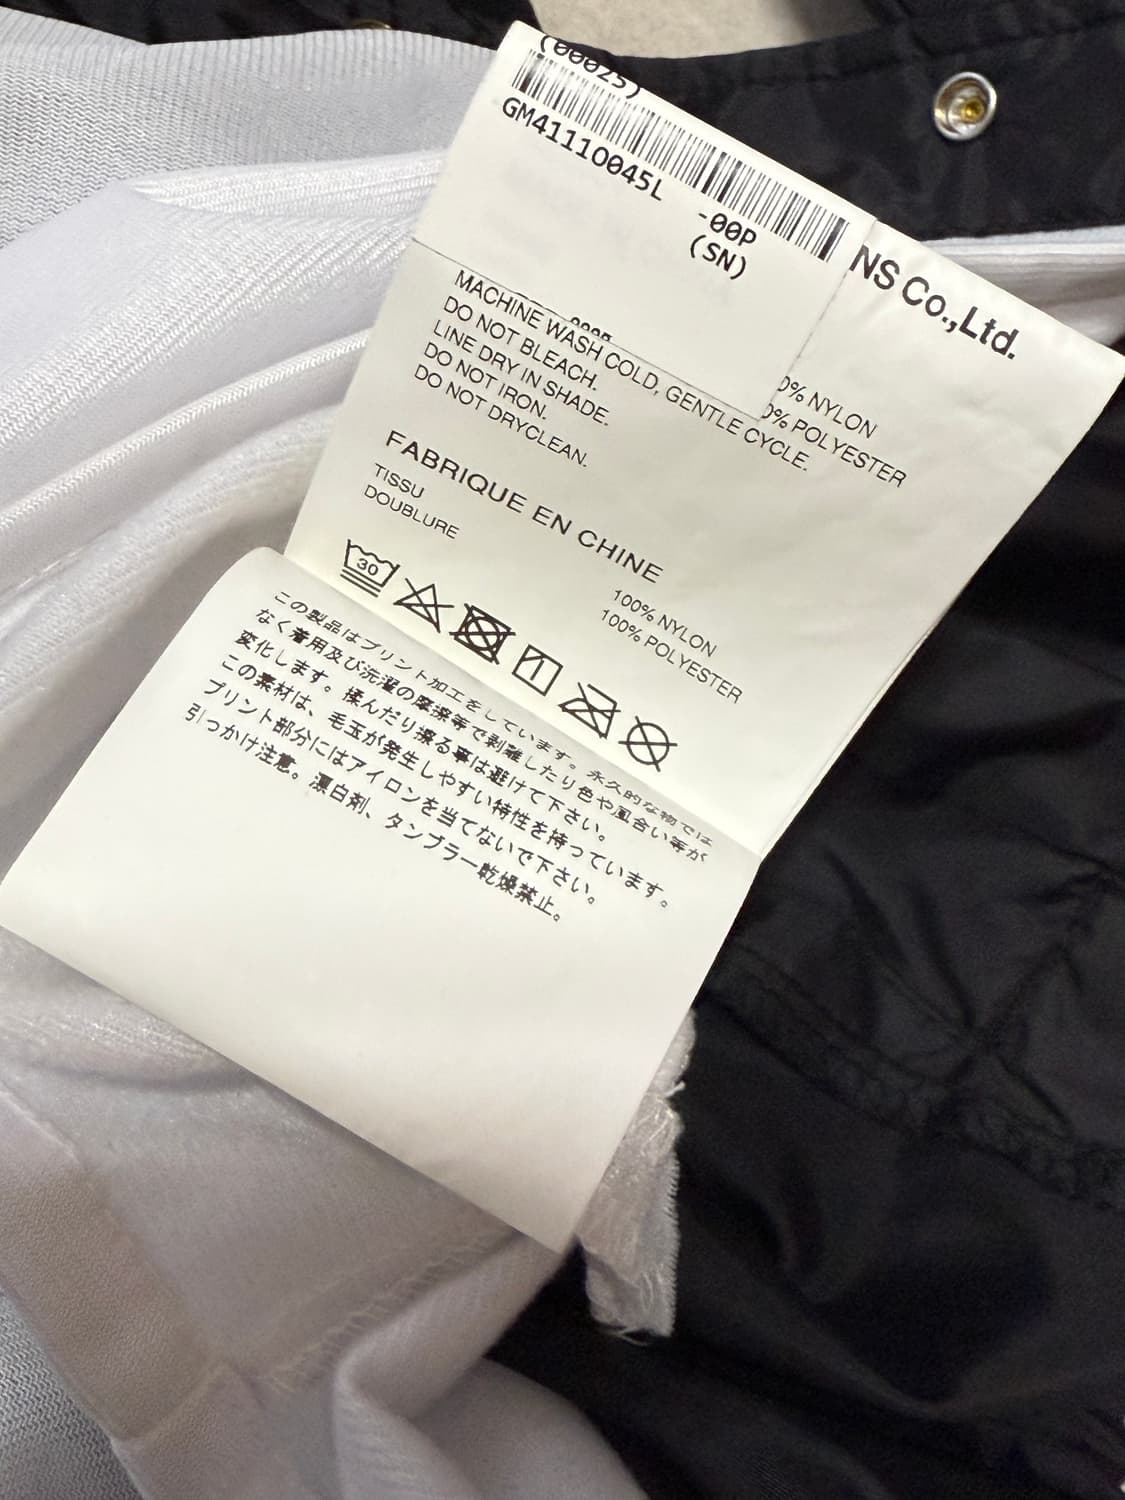 (00025)
GM41110045L
-00P
(SN)
NS Co.,Ltd.
0% NYLON
0% POLYESTER
MACHINE WASH COLD, GENTLE CYCLE.
DO NOT BLEACH.
LINE DRY IN SHADE.
DO NOT IRON.
DO NOT DRYCLEAN.
FABRIQUE EN CHINE
TISSU 100% NYLON
DOUBLURE 100% POLYESTER
30
この製品はプリント加工をしています。永久的な物では
なく着用及び洗濯の摩擦等で剥離したり色や風合い等が
変化します。揉んだり擦る事は避けて下さい。
この素材は、毛玉が発生しやすい特性を持っています。
プリント部分にはアイロンを当てないで下さい。
引っかけ注意。漂白剤、タンブラー乾燥禁止。